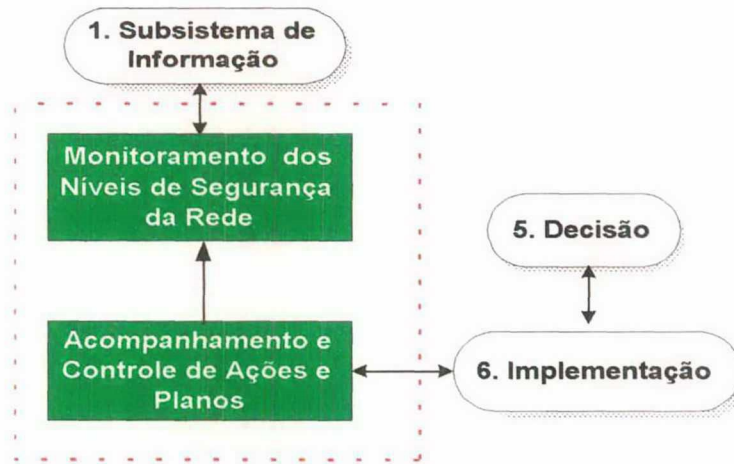 1. Subsistema de
Informação
Monitoramento dos
Níveis de Segurança
da Rede
5. Decisão
Acompanhamento e
Controle de Ações e
Planos
6. Implementação